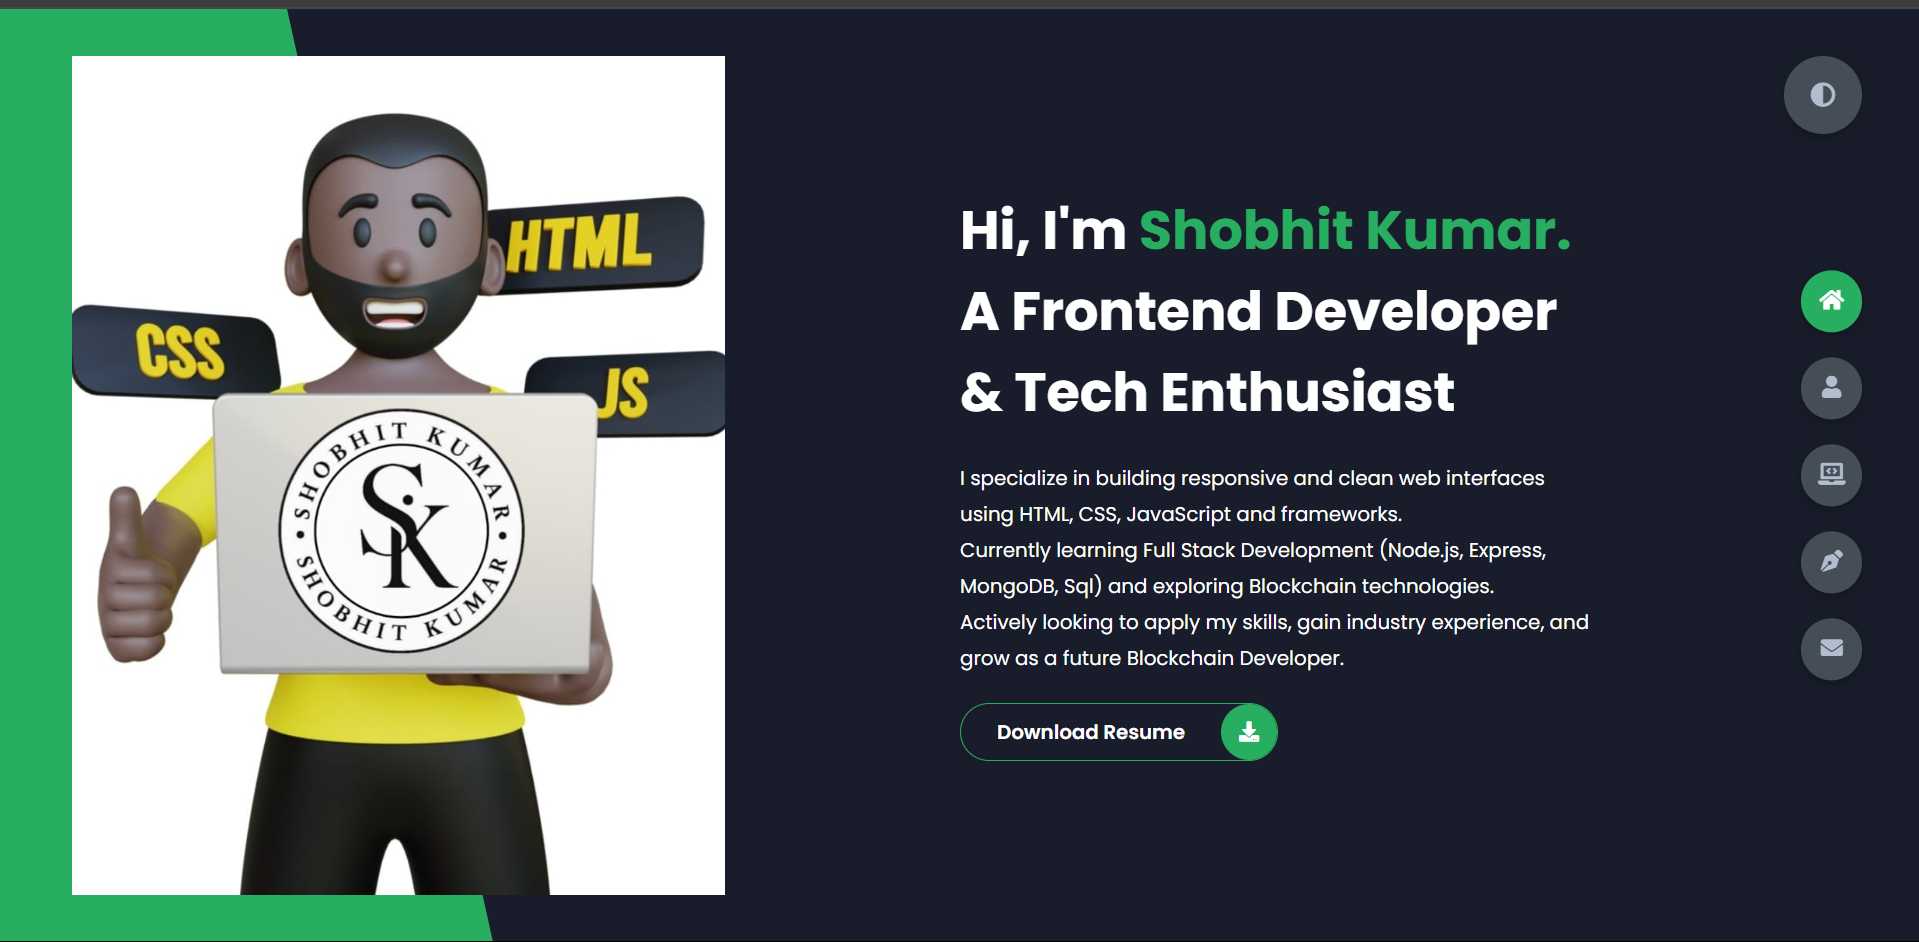 HTML
CSS
JS
SHOBHIT KUMAR
SK
SHOBHIT KUMAR
Hi, I'm Shobhit Kumar.
A Frontend Developer
& Tech Enthusiast
I specialize in building responsive and clean web interfaces
using HTML, CSS, JavaScript and frameworks.
Currently learning Full Stack Development (Node.js, Express,
MongoDB, Sql) and exploring Blockchain technologies.
Actively looking to apply my skills, gain industry experience, and
grow as a future Blockchain Developer.
Download Resume